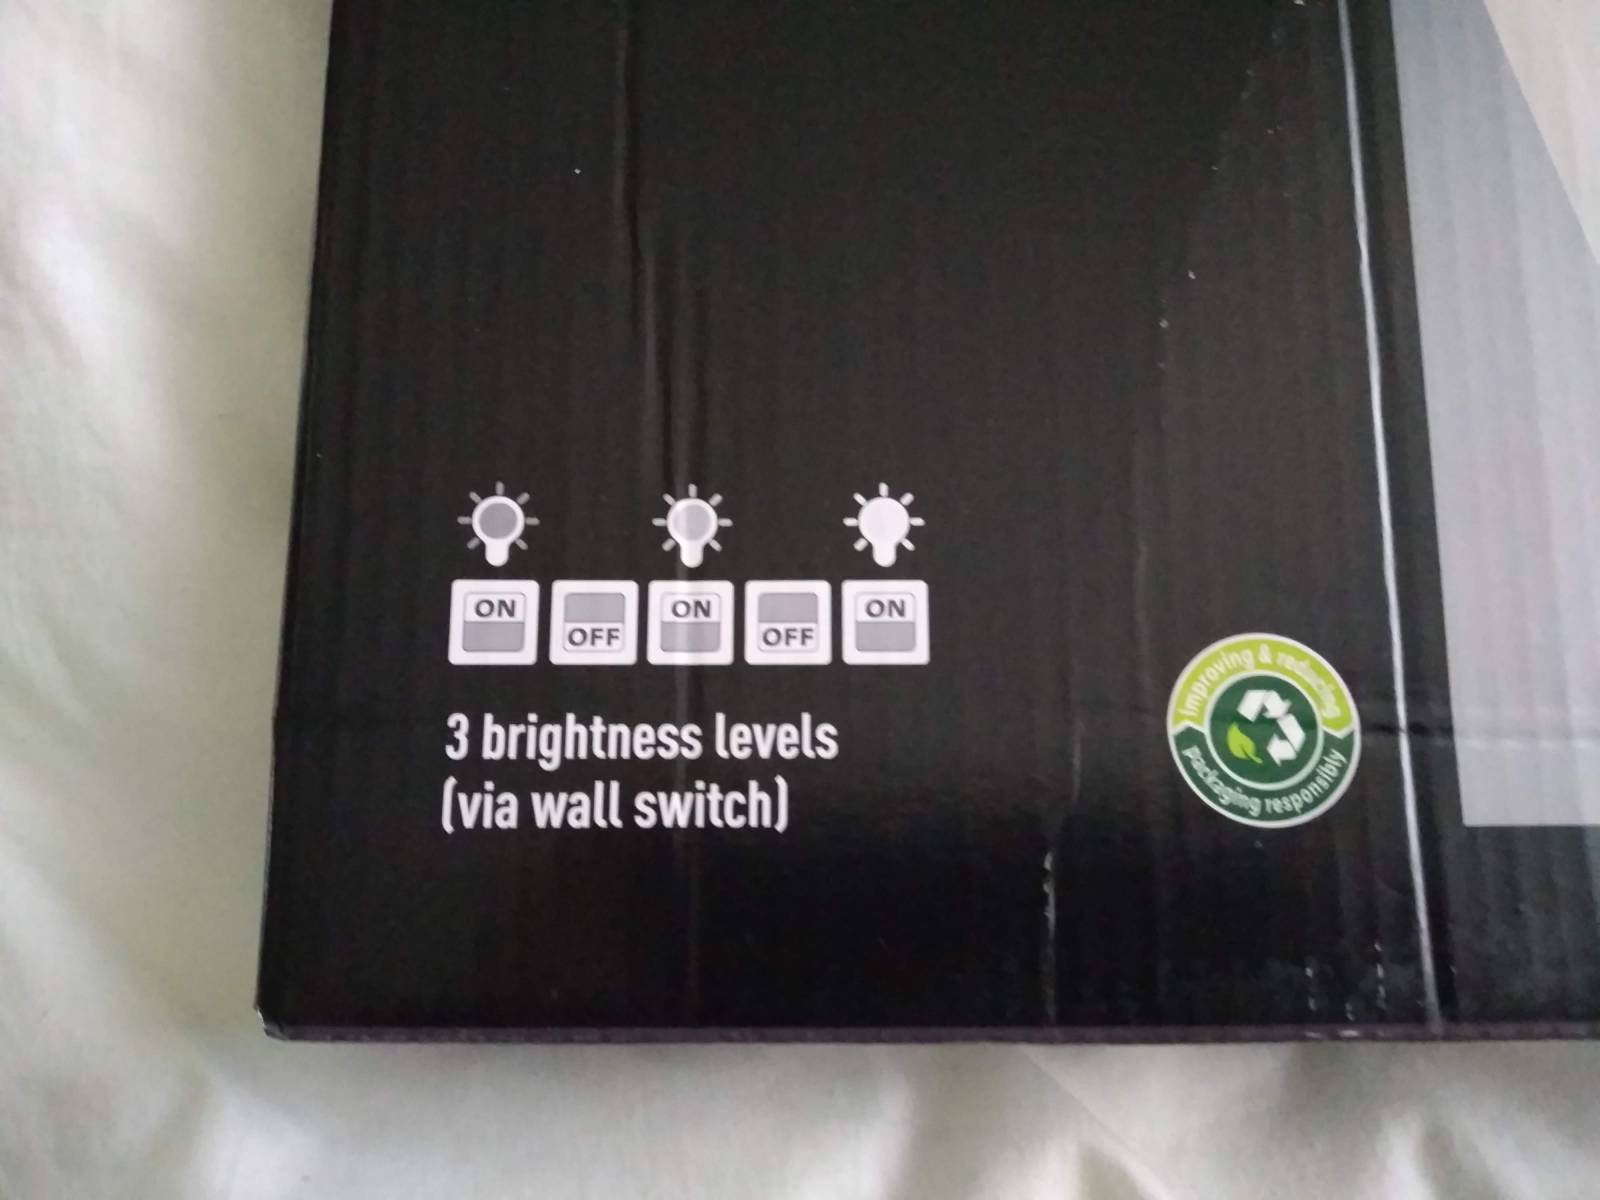 ON OFF ON OFF ON
3 brightness levels
(via wall switch)
Improving & reducing
packaging responsibly